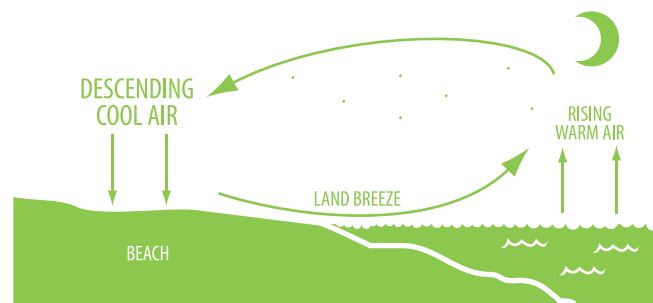 DESCENDING
COOL AIR
RISING
WARM AIR
LAND BREEZE
BEACH